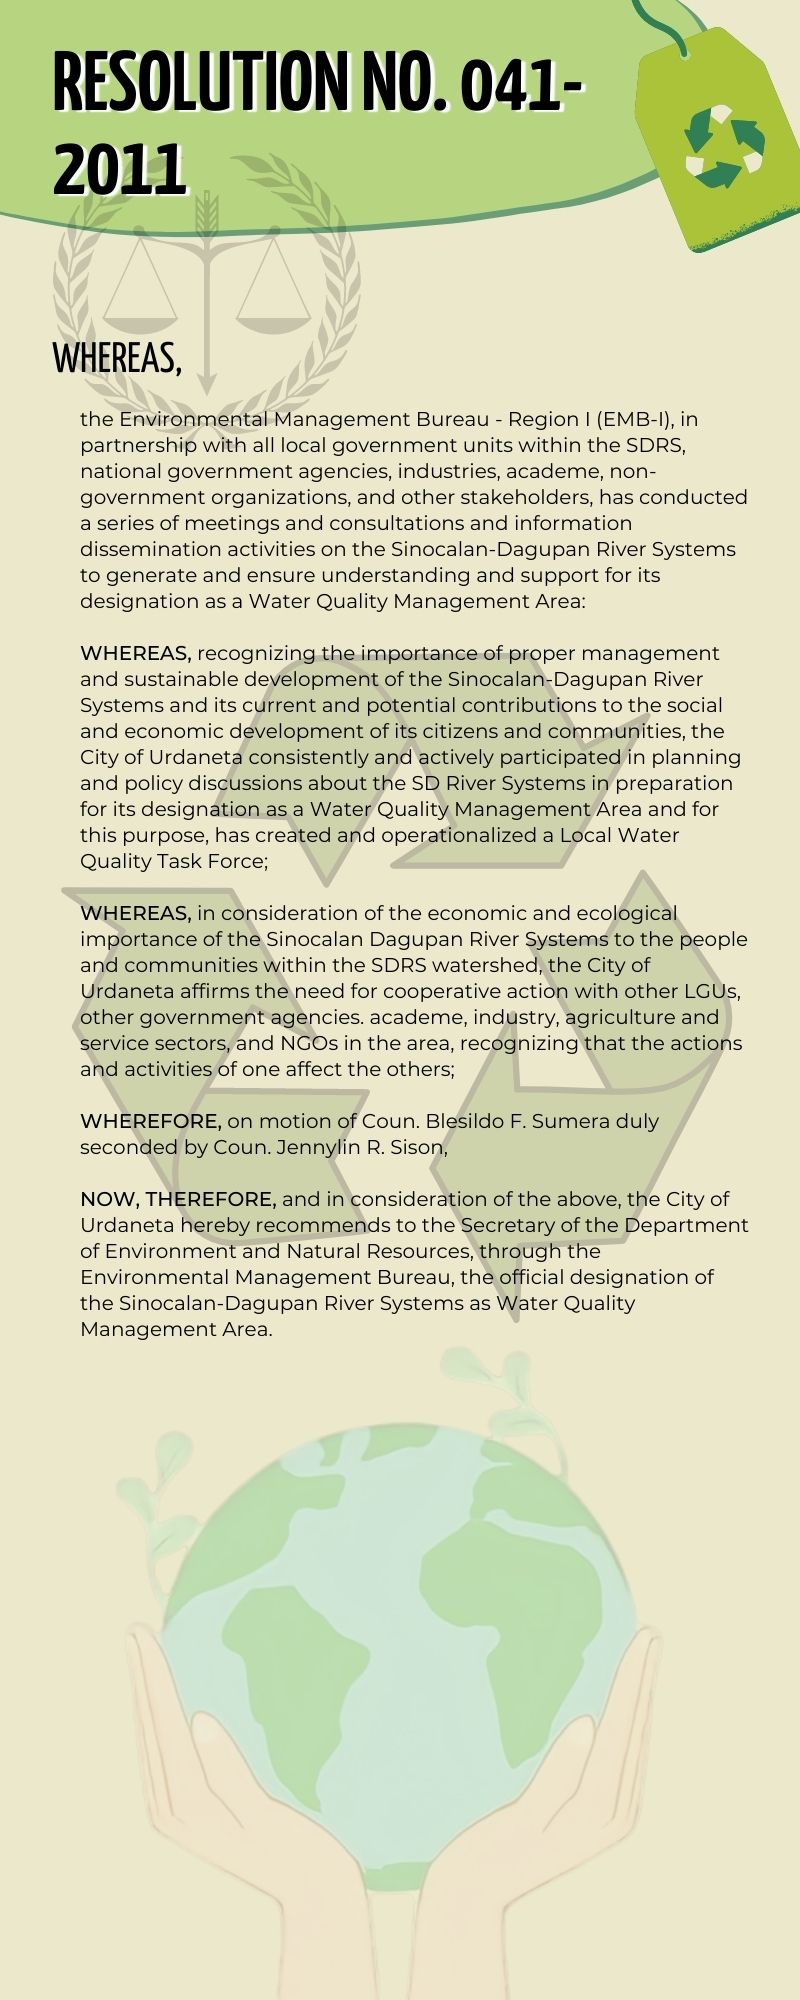 RESOLUTION NO. 041-
2011
WHEREAS,
the Environmental Management Bureau - Region I (EMB-I), in
partnership with all local government units within the SDRS,
national government agencies, industries, academe, non-
government organizations, and other stakeholders, has conducted
a series of meetings and consultations and information
dissemination activities on the Sinocalan-Dagupan River Systems
to generate and ensure understanding and support for its
designation as a Water Quality Management Area:
WHEREAS, recognizing the importance of proper management
and sustainable development of the Sinocalan-Dagupan River
Systems and its current and potential contributions to the social
and economic development of its citizens and communities, the
City of Urdaneta consistently and actively participated in planning
and policy discussions about the SD River Systems in preparation
for its designation as a Water Quality Management Area and for
this purpose, has created and operationalized a Local Water
Quality Task Force;
WHEREAS, in consideration of the economic and ecological
importance of the Sinocalan Dagupan River Systems to the people
and communities within the SDRS watershed, the City of
Urdaneta affirms the need for cooperative action with other LGUs,
other government agencies. academe, industry, agriculture and
service sectors, and NGOs in the area, recognizing that the actions
and activities of one affect the others;
WHEREFORE, on motion of Coun. Blesildo F. Sumera duly
seconded by Coun. Jennylin R. Sison,
NOW, THEREFORE, and in consideration of the above, the City of
Urdaneta hereby recommends to the Secretary of the Department
of Environment and Natural Resources, through the
Environmental Management Bureau, the official designation of
the Sinocalan-Dagupan River Systems as Water Quality
Management Area.